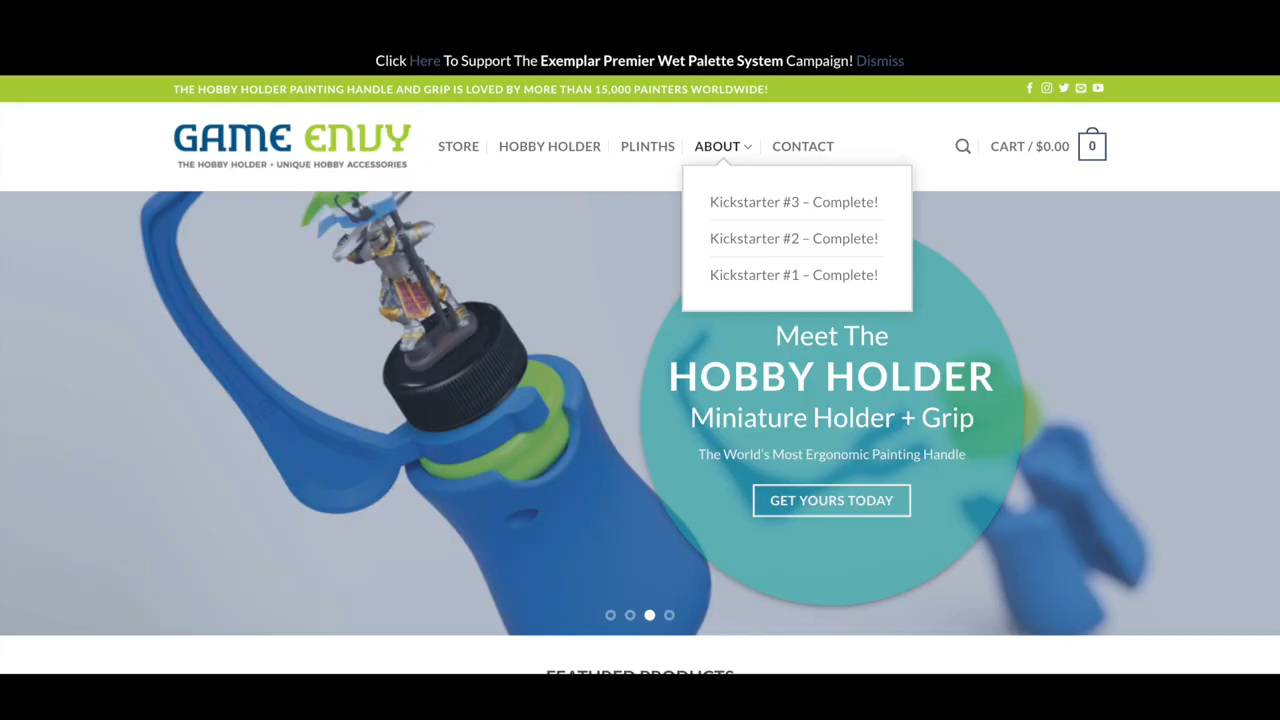 Click Here To Support The Exemplar Premier Wet Palette System Campaign! Dismiss
THE HOBBY HOLDER PAINTING HANDLE AND GRIP IS LOVED BY MORE THAN 15,000 PAINTERS WORLDWIDE!
GAME ENVY
THE HOBBY HOLDER + UNIQUE HOBBY ACCESSORIES
STORE HOBBY HOLDER PLINTHS ABOUT CONTACT
CART / $0.00 0
Kickstarter #3 – Complete!
Kickstarter #2 – Complete!
Kickstarter #1 – Complete!
Meet The
HOBBY HOLDER
Miniature Holder + Grip
The World's Most Ergonomic Painting Handle
GET YOURS TODAY
FEATURED PRODUCTS